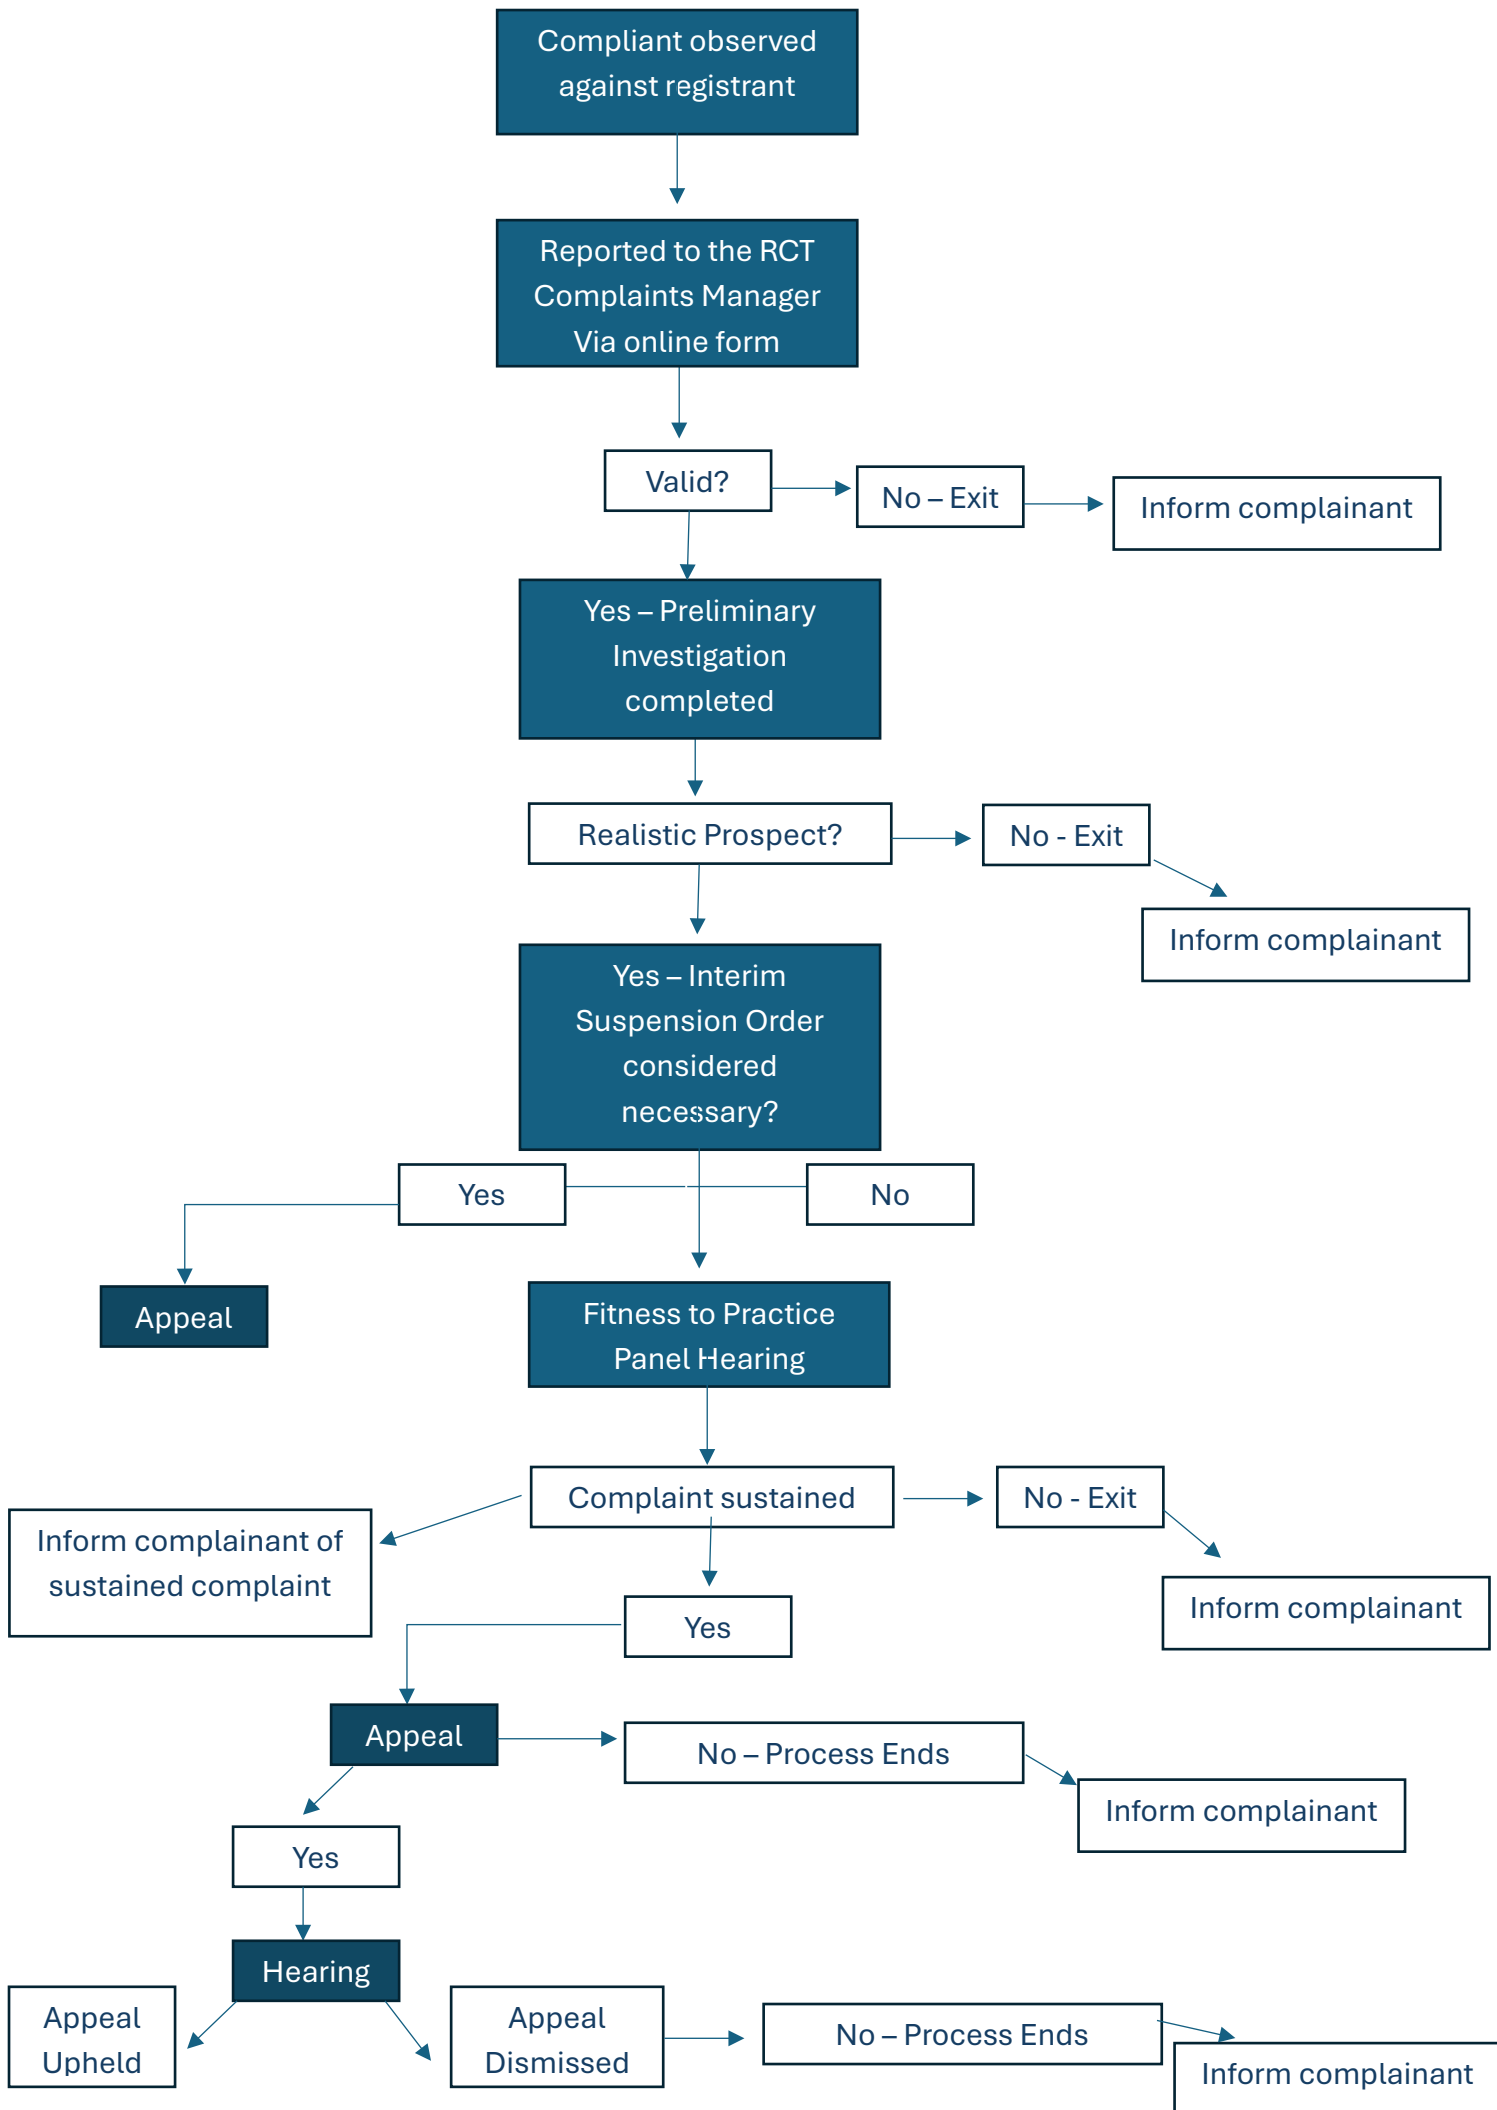 Compliant observed
against registrant
Reported to the RCT
Complaints Manager
Via online form
Valid?
No – Exit
Inform complainant
Yes – Preliminary
Investigation
completed
Realistic Prospect?
No - Exit
Inform complainant
Yes – Interim
Suspension Order
considered
necessary?
Yes
No
Appeal
Fitness to Practice
Panel Hearing
Complaint sustained
No - Exit
Inform complainant of
sustained complaint
Inform complainant
Yes
Appeal
No – Process Ends
Inform complainant
Yes
Hearing
Appeal
Upheld
Appeal
Dismissed
No – Process Ends
Inform complainant